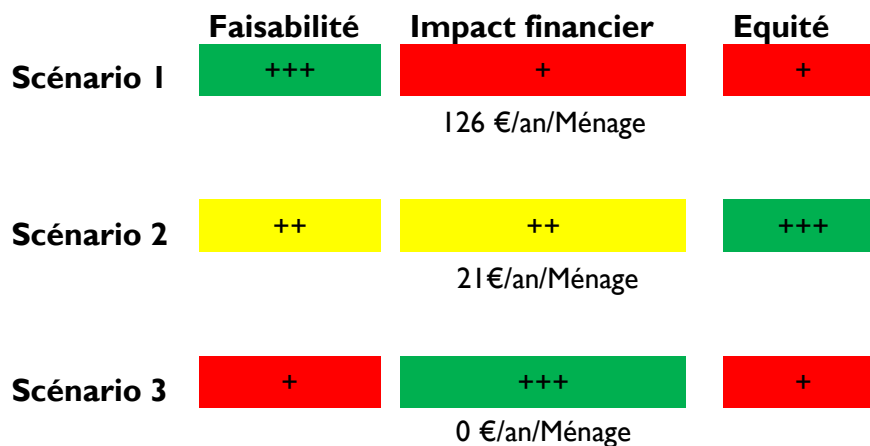 Faisabilité Impact financier Equité
Scénario 1 +++ + +
126 €/an/Ménage
Scénario 2 ++ ++ +++
21€/an/Ménage
Scénario 3 + +++ +
0 €/an/Ménage